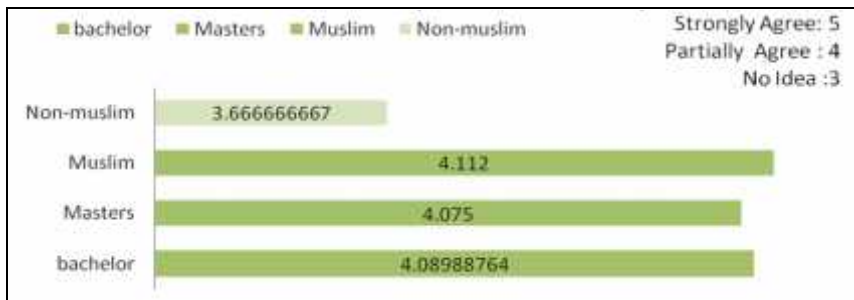 bachelor Masters Muslim Non-muslim
Strongly Agree: 5
Partially Agree : 4
No Idea :3
Non-muslim 3.666666667
Muslim 4.112
Masters 4.075
bachelor 4.08988764